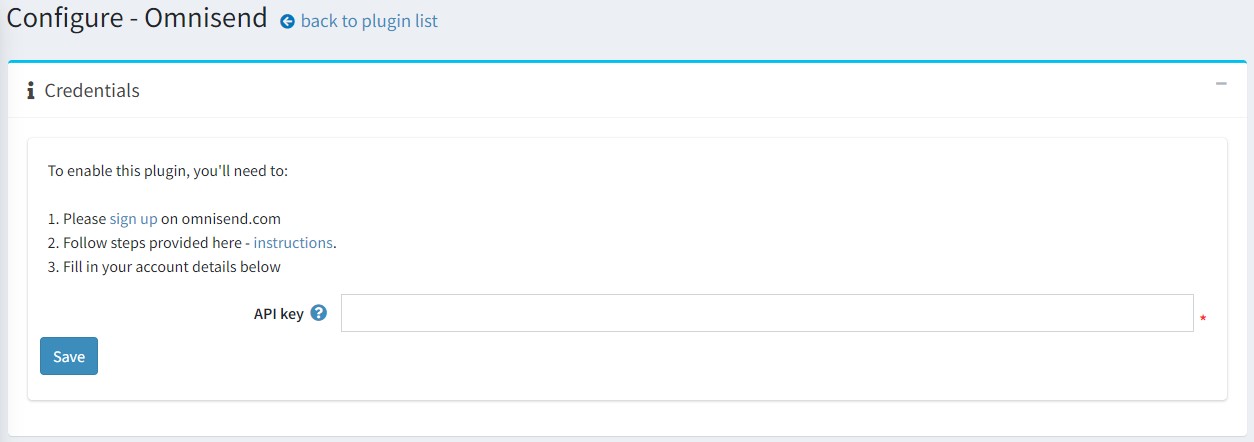 Configure - Omnisend back to plugin list
Credentials
To enable this plugin, you'll need to:
1. Please sign up on omnisend.com
2. Follow steps provided here - instructions.
3. Fill in your account details below
API key ? *
Save